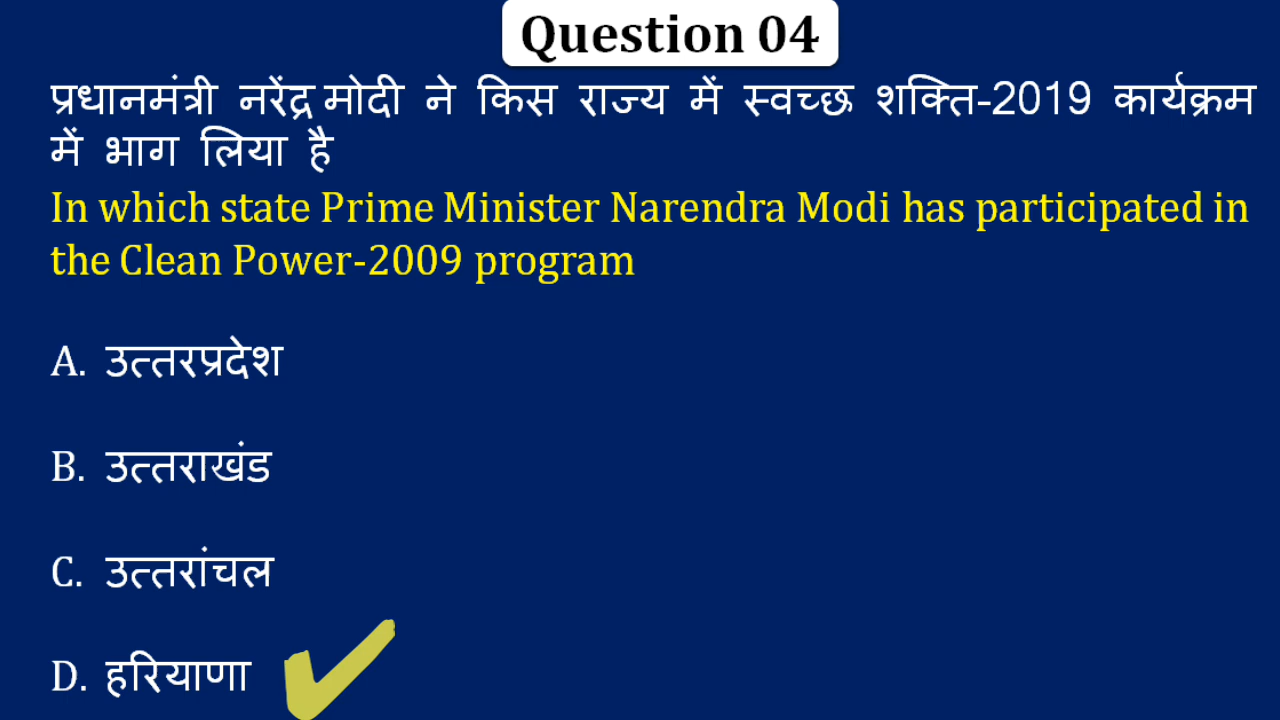 Question 04
प्रधानमंत्री नरेंद्र मोदी ने किस राज्य में स्वच्छ शक्ति-2019 कार्यक्रम
में भाग लिया है
In which state Prime Minister Narendra Modi has participated in
the Clean Power-2009 program
A. उत्तरप्रदेश
B. उत्तराखंड
C. उत्तरांचल
D. हरियाणा